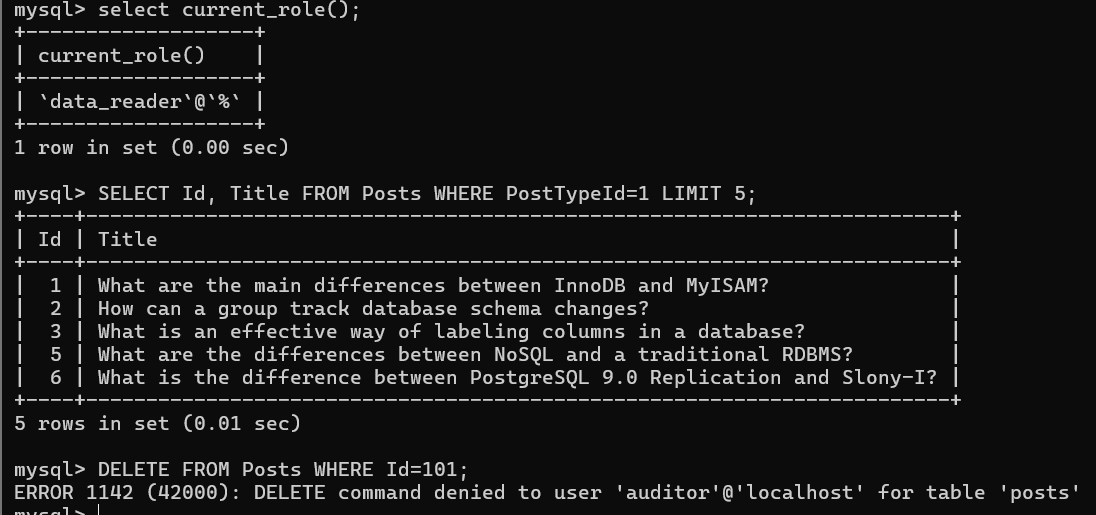 mysql> select current_role();
+-------------------+
| current_role()    |
+-------------------+
| `data_reader`@`%` |
+-------------------+
1 row in set (0.00 sec)

mysql> SELECT Id, Title FROM Posts WHERE PostTypeId=1 LIMIT 5;
+----+------------------------------------------------------------------------+
| Id | Title                                                                  |
+----+------------------------------------------------------------------------+
|  1 | What are the main differences between InnoDB and MyISAM?               |
|  2 | How can a group track database schema changes?                         |
|  3 | What is an effective way of labeling columns in a database?            |
|  5 | What are the differences between NoSQL and a traditional RDBMS?        |
|  6 | What is the difference between PostgreSQL 9.0 Replication and Slony-I? |
+----+------------------------------------------------------------------------+
5 rows in set (0.01 sec)

mysql> DELETE FROM Posts WHERE Id=101;
ERROR 1142 (42000): DELETE command denied to user 'auditor'@'localhost' for table 'posts'
mysql>